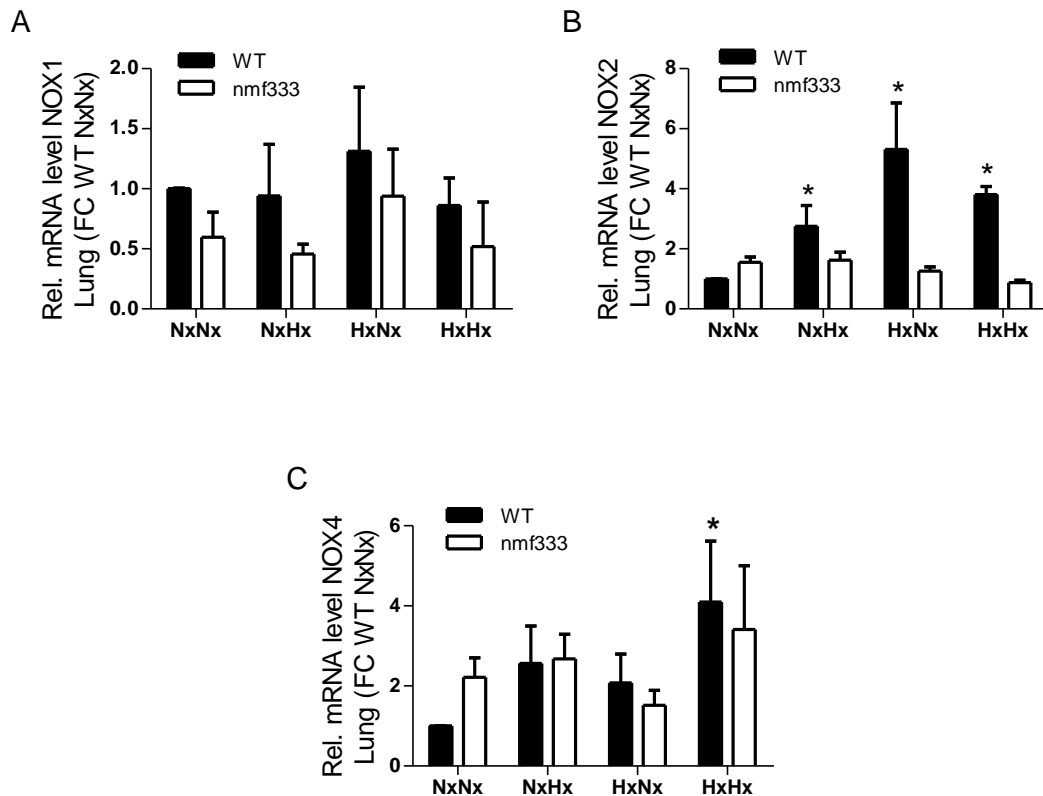 A
WT
nmf333
Rel. mRNA level NOX1
Lung (FC WT NxNx)
2.0
1.5
1.0
0.5
0.0
NxNx NxHx HxNx HxHx
B
WT
nmf333
Rel. mRNA level NOX2
Lung (FC WT NxNx)
8
6
4
2
0
* * *
NxNx NxHx HxNx HxHx
C
WT
nmf333
Rel. mRNA level NOX4
Lung (FC WT NxNx)
6
4
2
0
*
NxNx NxHx HxNx HxHx